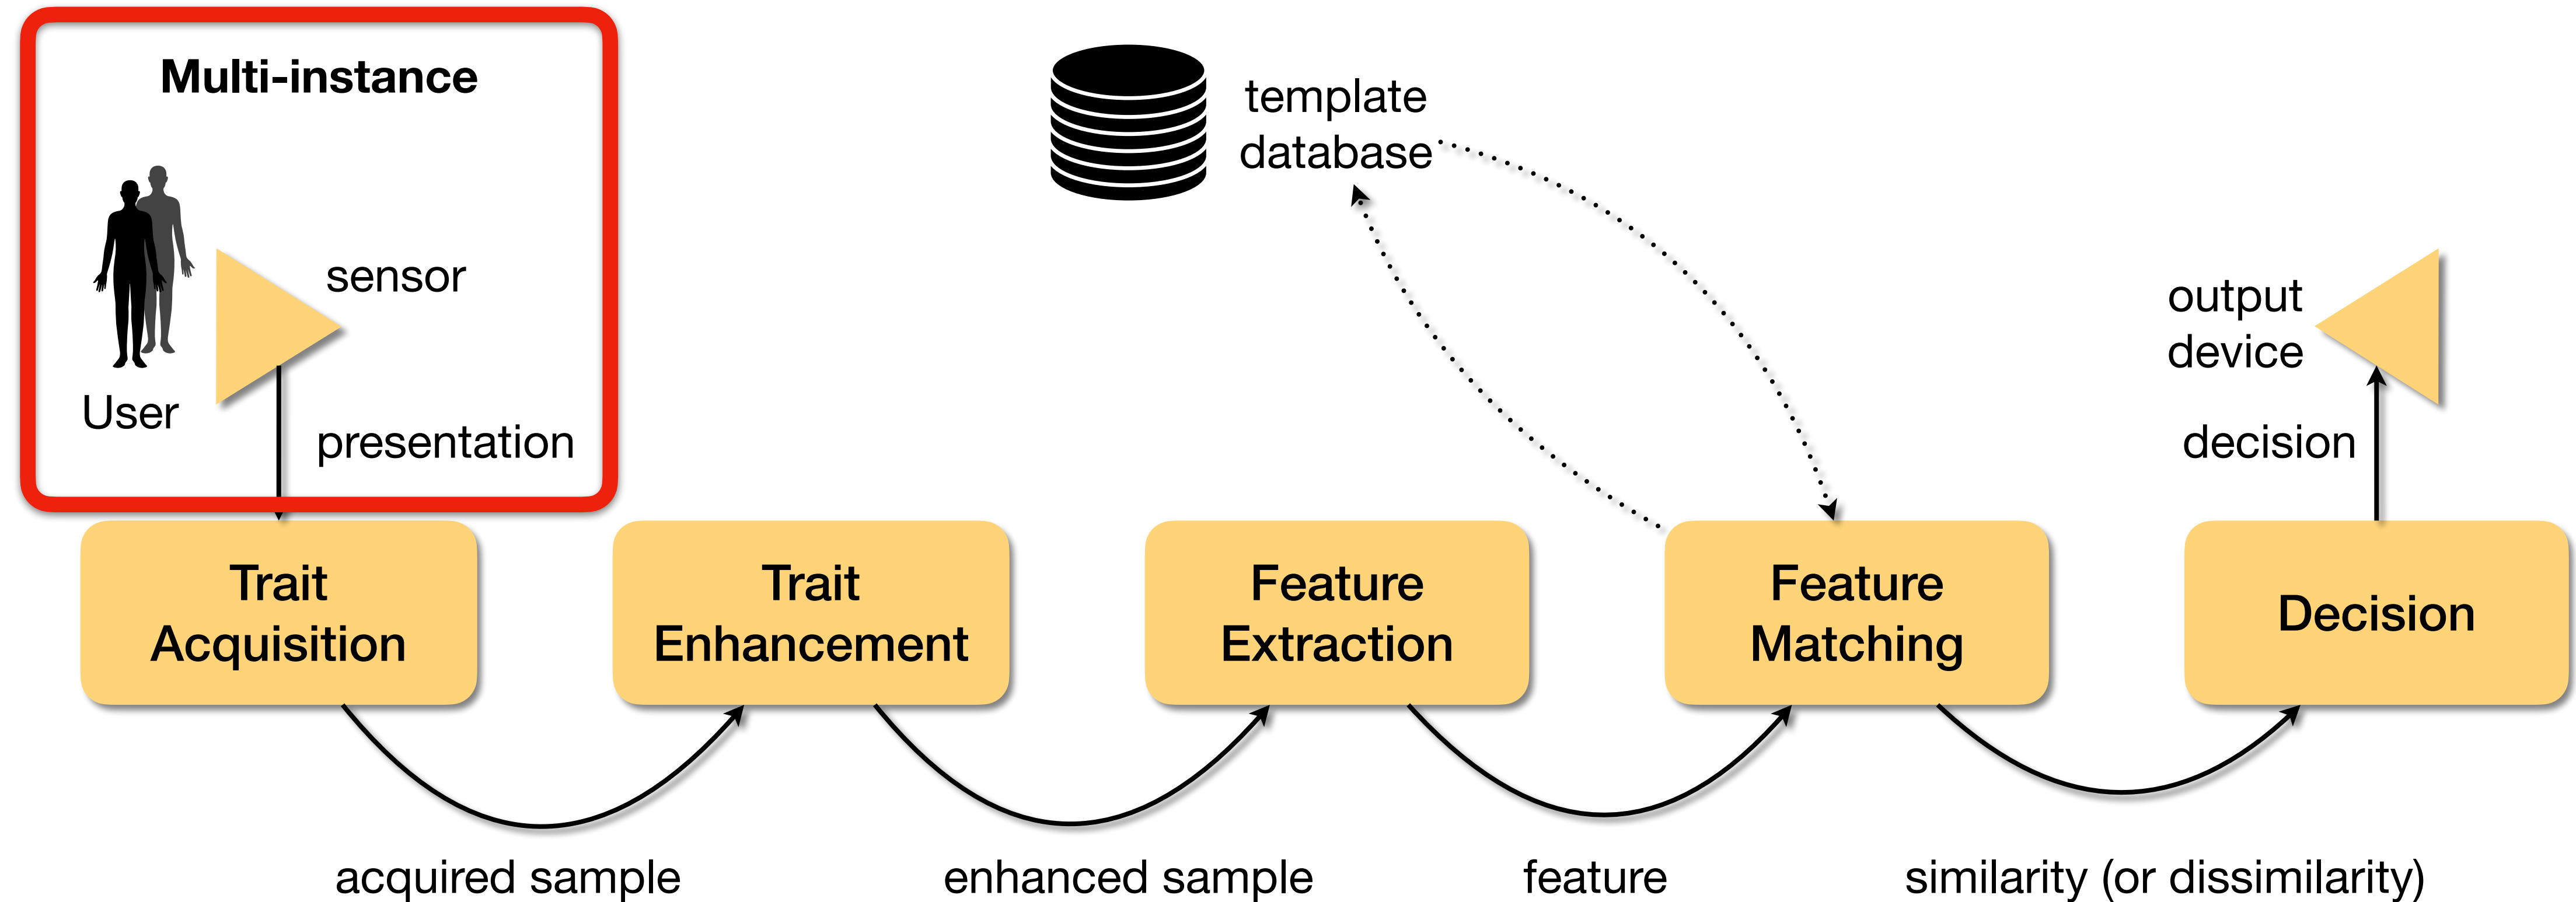 Multi-instance
template
database
sensor
output
device
User
presentation
decision
Trait
Acquisition
Trait
Enhancement
Feature
Extraction
Feature
Matching
Decision
acquired sample
enhanced sample
feature
similarity (or dissimilarity)